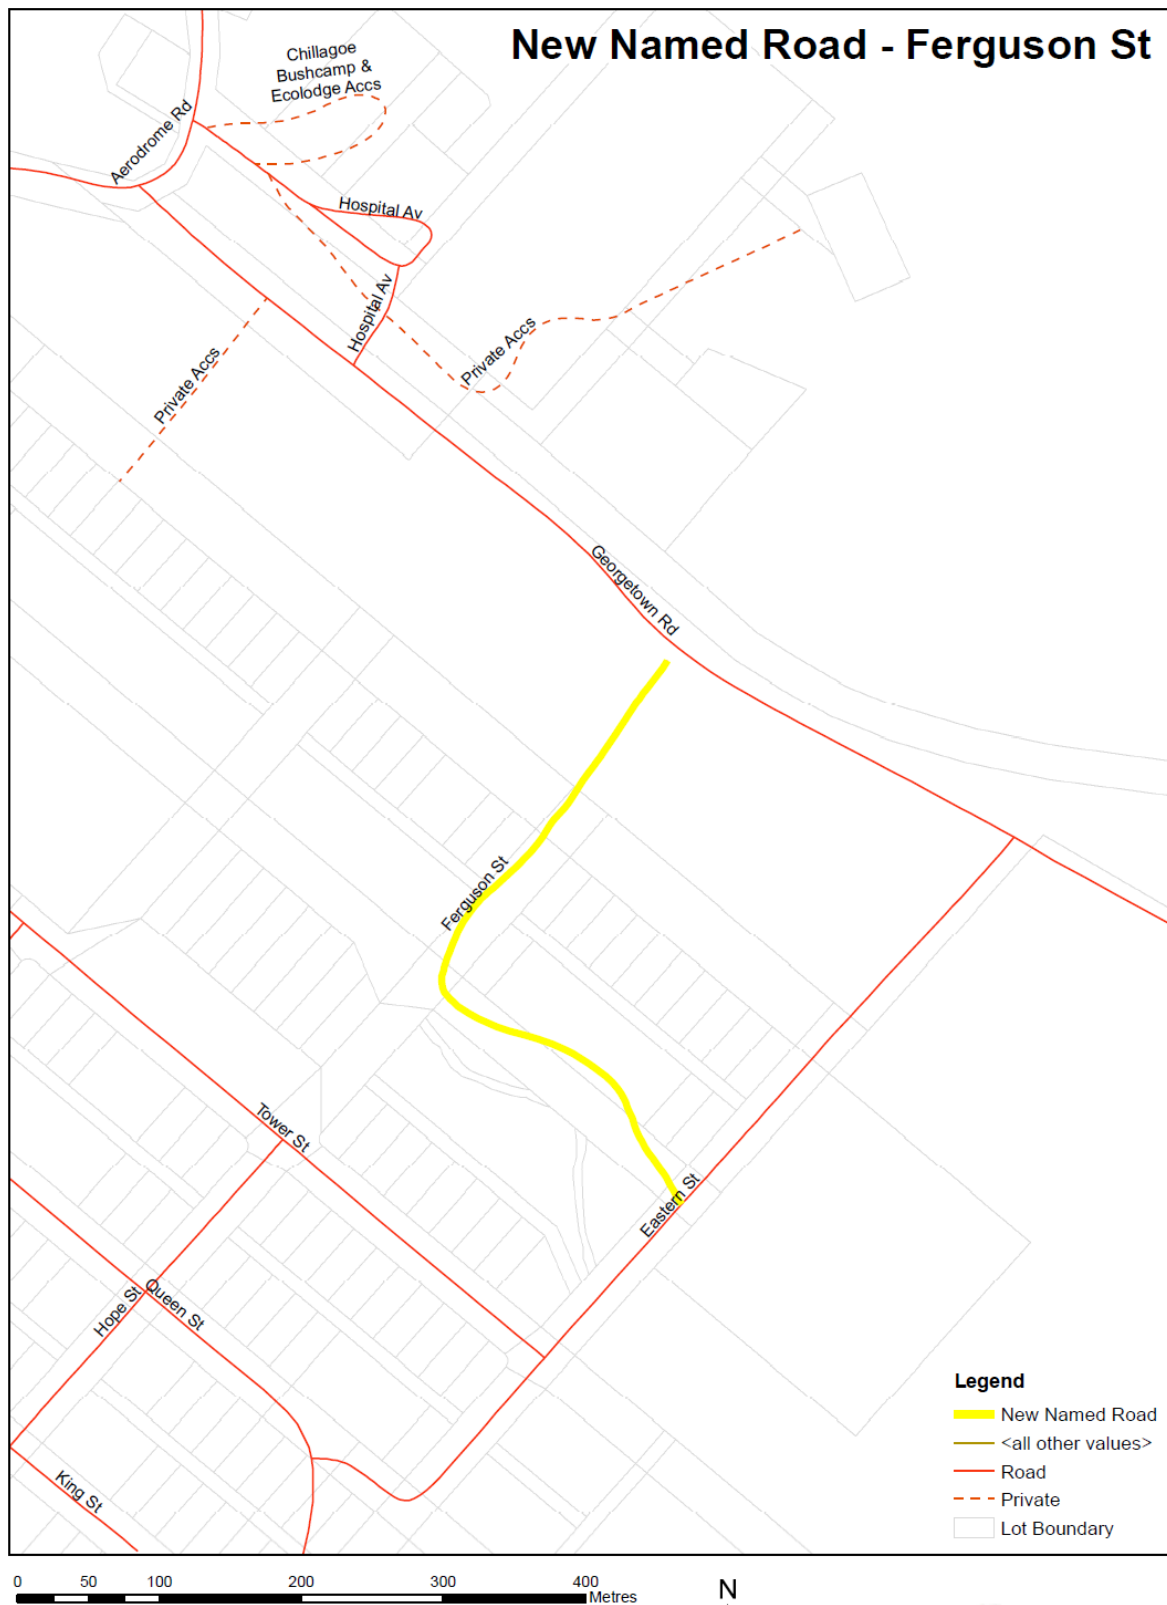 New Named Road - Ferguson St
Chillagoe
Bushcamp &
Ecolodge Accs
Aerodrome Rd
Hospital Av
Hospital Av
Private Accs
Private Accs
Georgetown Rd
Ferguson St
Tower St
Eastern St
Hope St
Queen St
King St
Legend
New Named Road
<all other values>
Road
Private
Lot Boundary
0 50 100 200 300 400
Metres
N